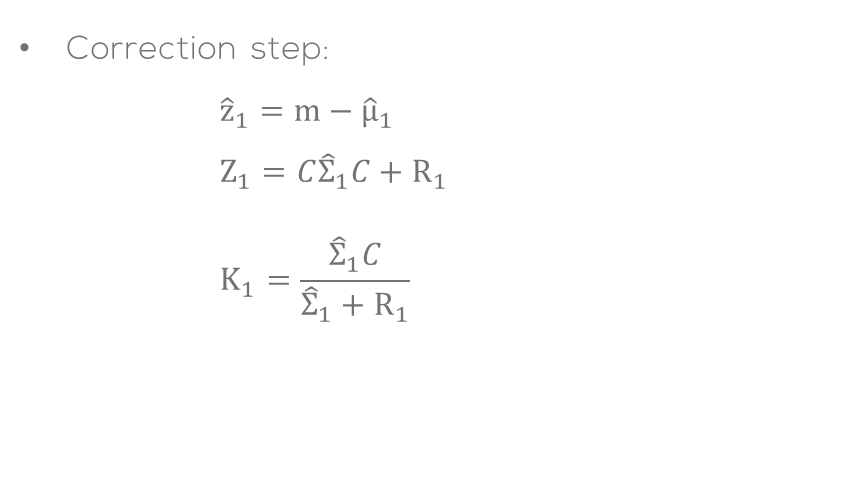 • Correction step:
ẑ₁ = m − μ̂₁
Z₁ = CΣ̂₁C + R₁
K₁ = Σ̂₁C / Σ̂₁ + R₁